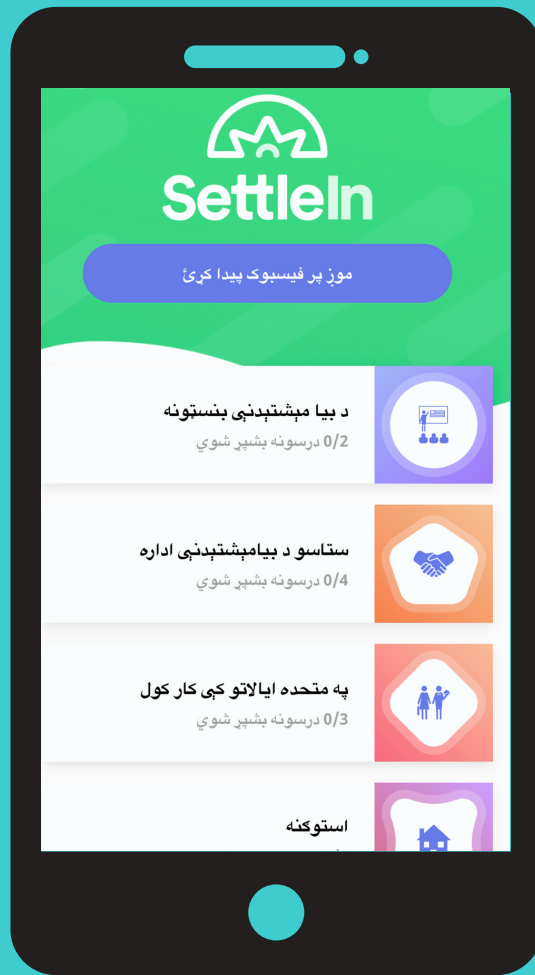 SettleIn
موږ پر فیسبوک پیدا کړئ
د بیا مېشتېدنې بنسټونه
0/2 درسونه بشپړ شوي
ستاسو د بیامېشتېدنې اداره
0/4 درسونه بشپړ شوي
په متحده ایالاتو کې کار کول
0/3 درسونه بشپړ شوي
استوګنه